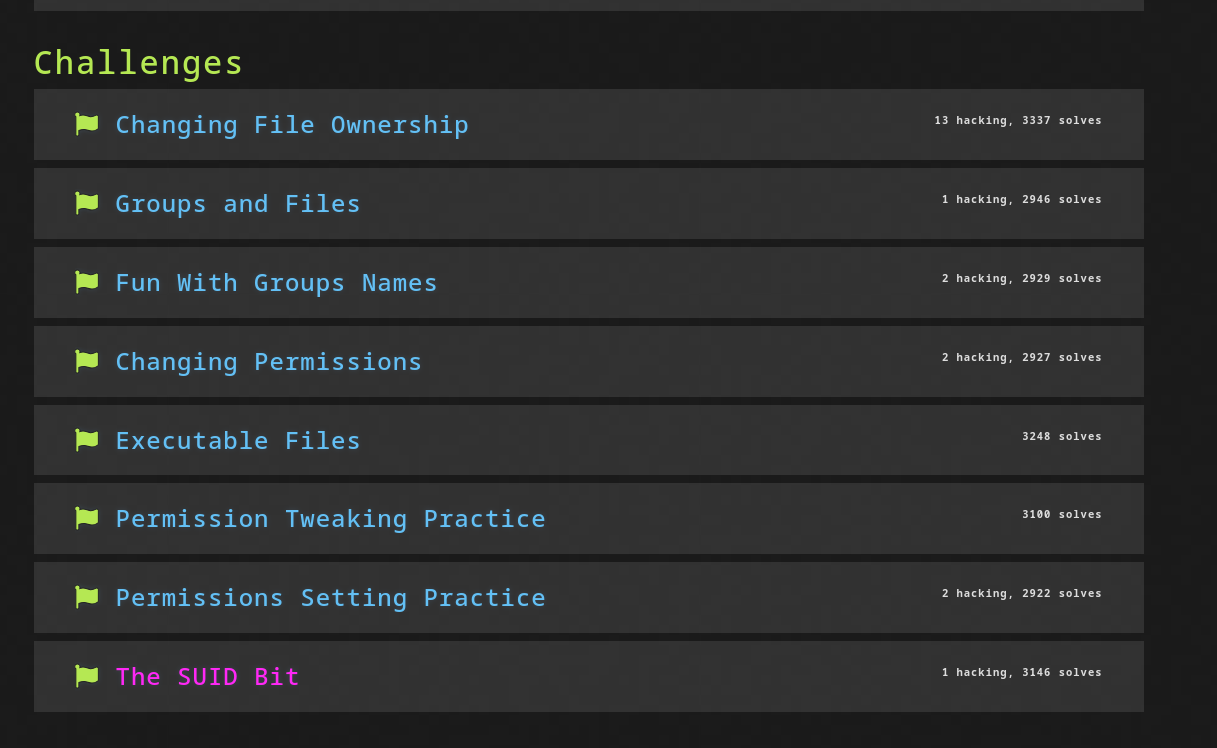 Challenges
Changing File Ownership 13 hacking, 3337 solves
Groups and Files 1 hacking, 2946 solves
Fun With Groups Names 2 hacking, 2929 solves
Changing Permissions 2 hacking, 2927 solves
Executable Files 3248 solves
Permission Tweaking Practice 3100 solves
Permissions Setting Practice 2 hacking, 2922 solves
The SUID Bit 1 hacking, 3146 solves